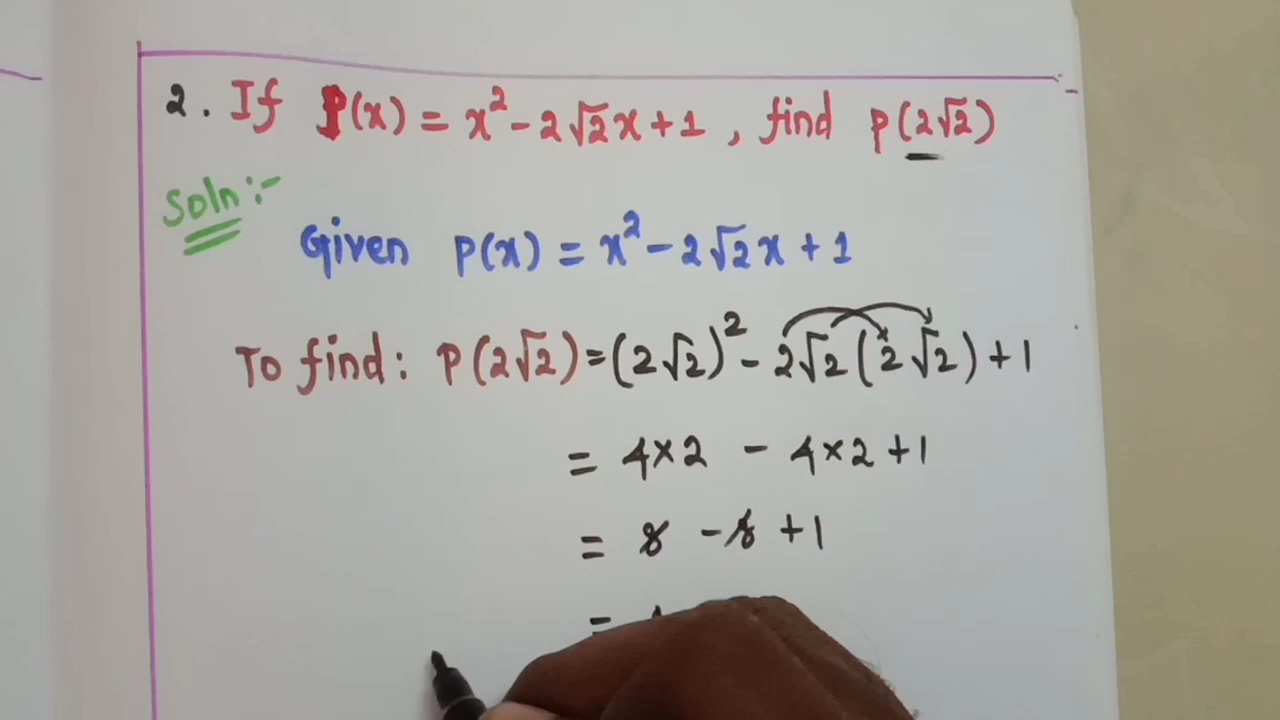 2. If P(x) = x² - 2√2x + 1, find p(2√2)
Soln:-
Given P(x) = x² - 2√2x + 1
To find: P(2√2) = (2√2)² - 2√2(2√2) + 1
= 4×2 - 4×2 + 1
= 8 - 8 + 1
=